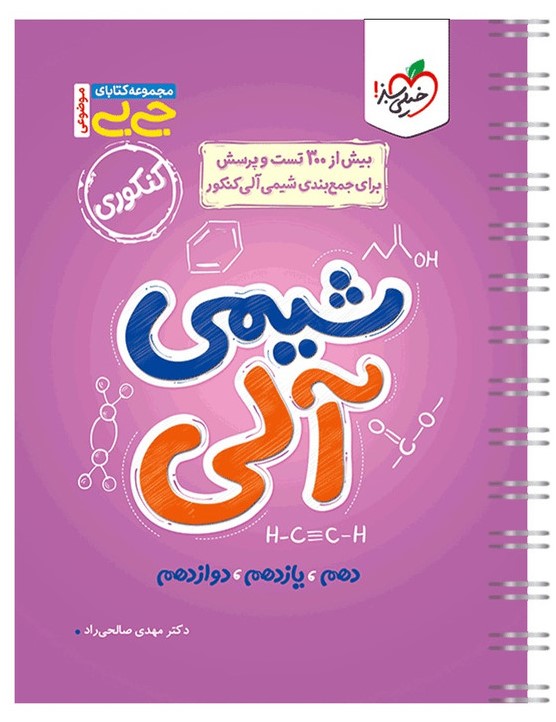 خیلی سبز!
مجموعه کتابای
جی‌بی
موضوعی
کنکوری
بیش از ۳۰۰ تست و پرسش
برای جمع‌بندی شیمی آلی کنکور
OH
شیمی
آلی
H-C≡C-H
دهم، یازدهم، دوازدهم
دکتر مهدی صالحی‌راد •